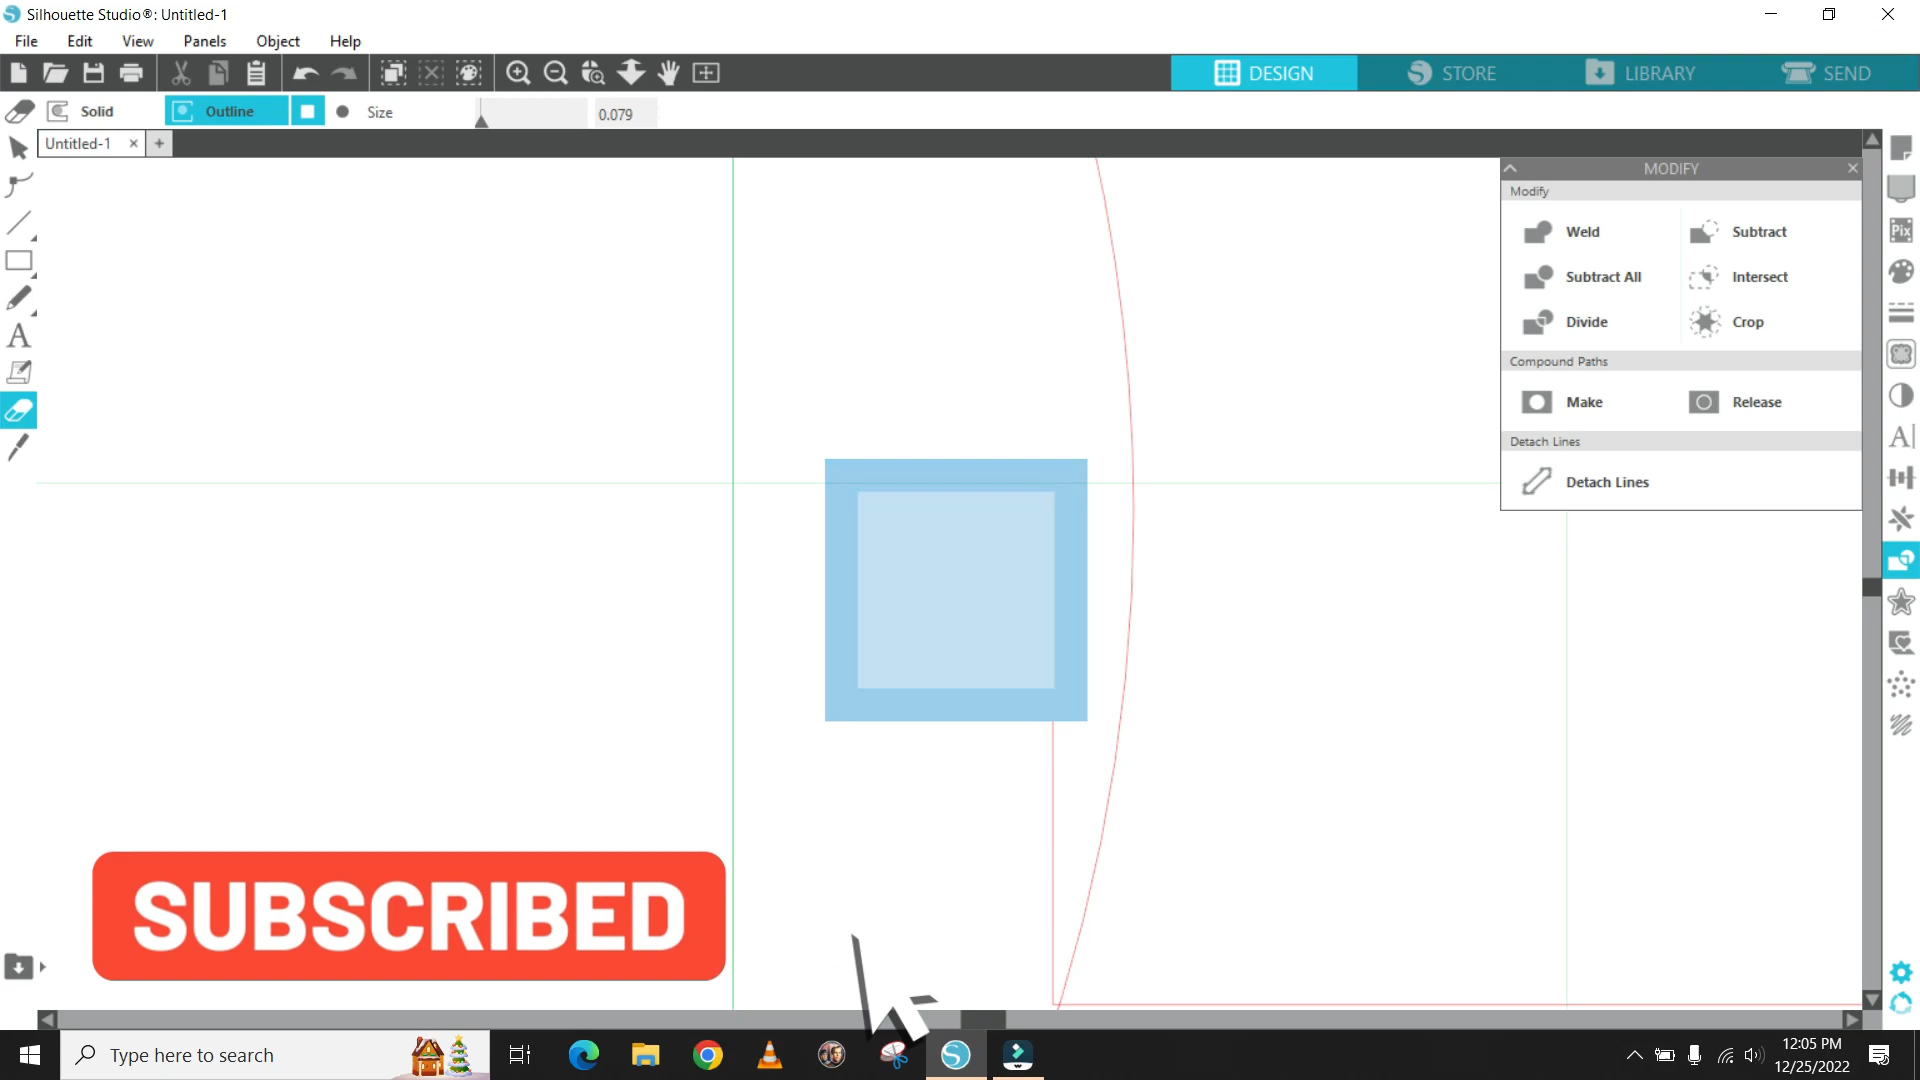 Silhouette Studio®: Untitled-1
File Edit View Panels Object Help
DESIGN STORE LIBRARY SEND
Solid Outline Size 0.079
Untitled-1
MODIFY
Modify
Weld Subtract
Subtract All Intersect
Divide Crop
Compound Paths
Make Release
Detach Lines
Detach Lines
Pix
A
A
SUBSCRIBED
Type here to search
12:05 PM
12/25/2022